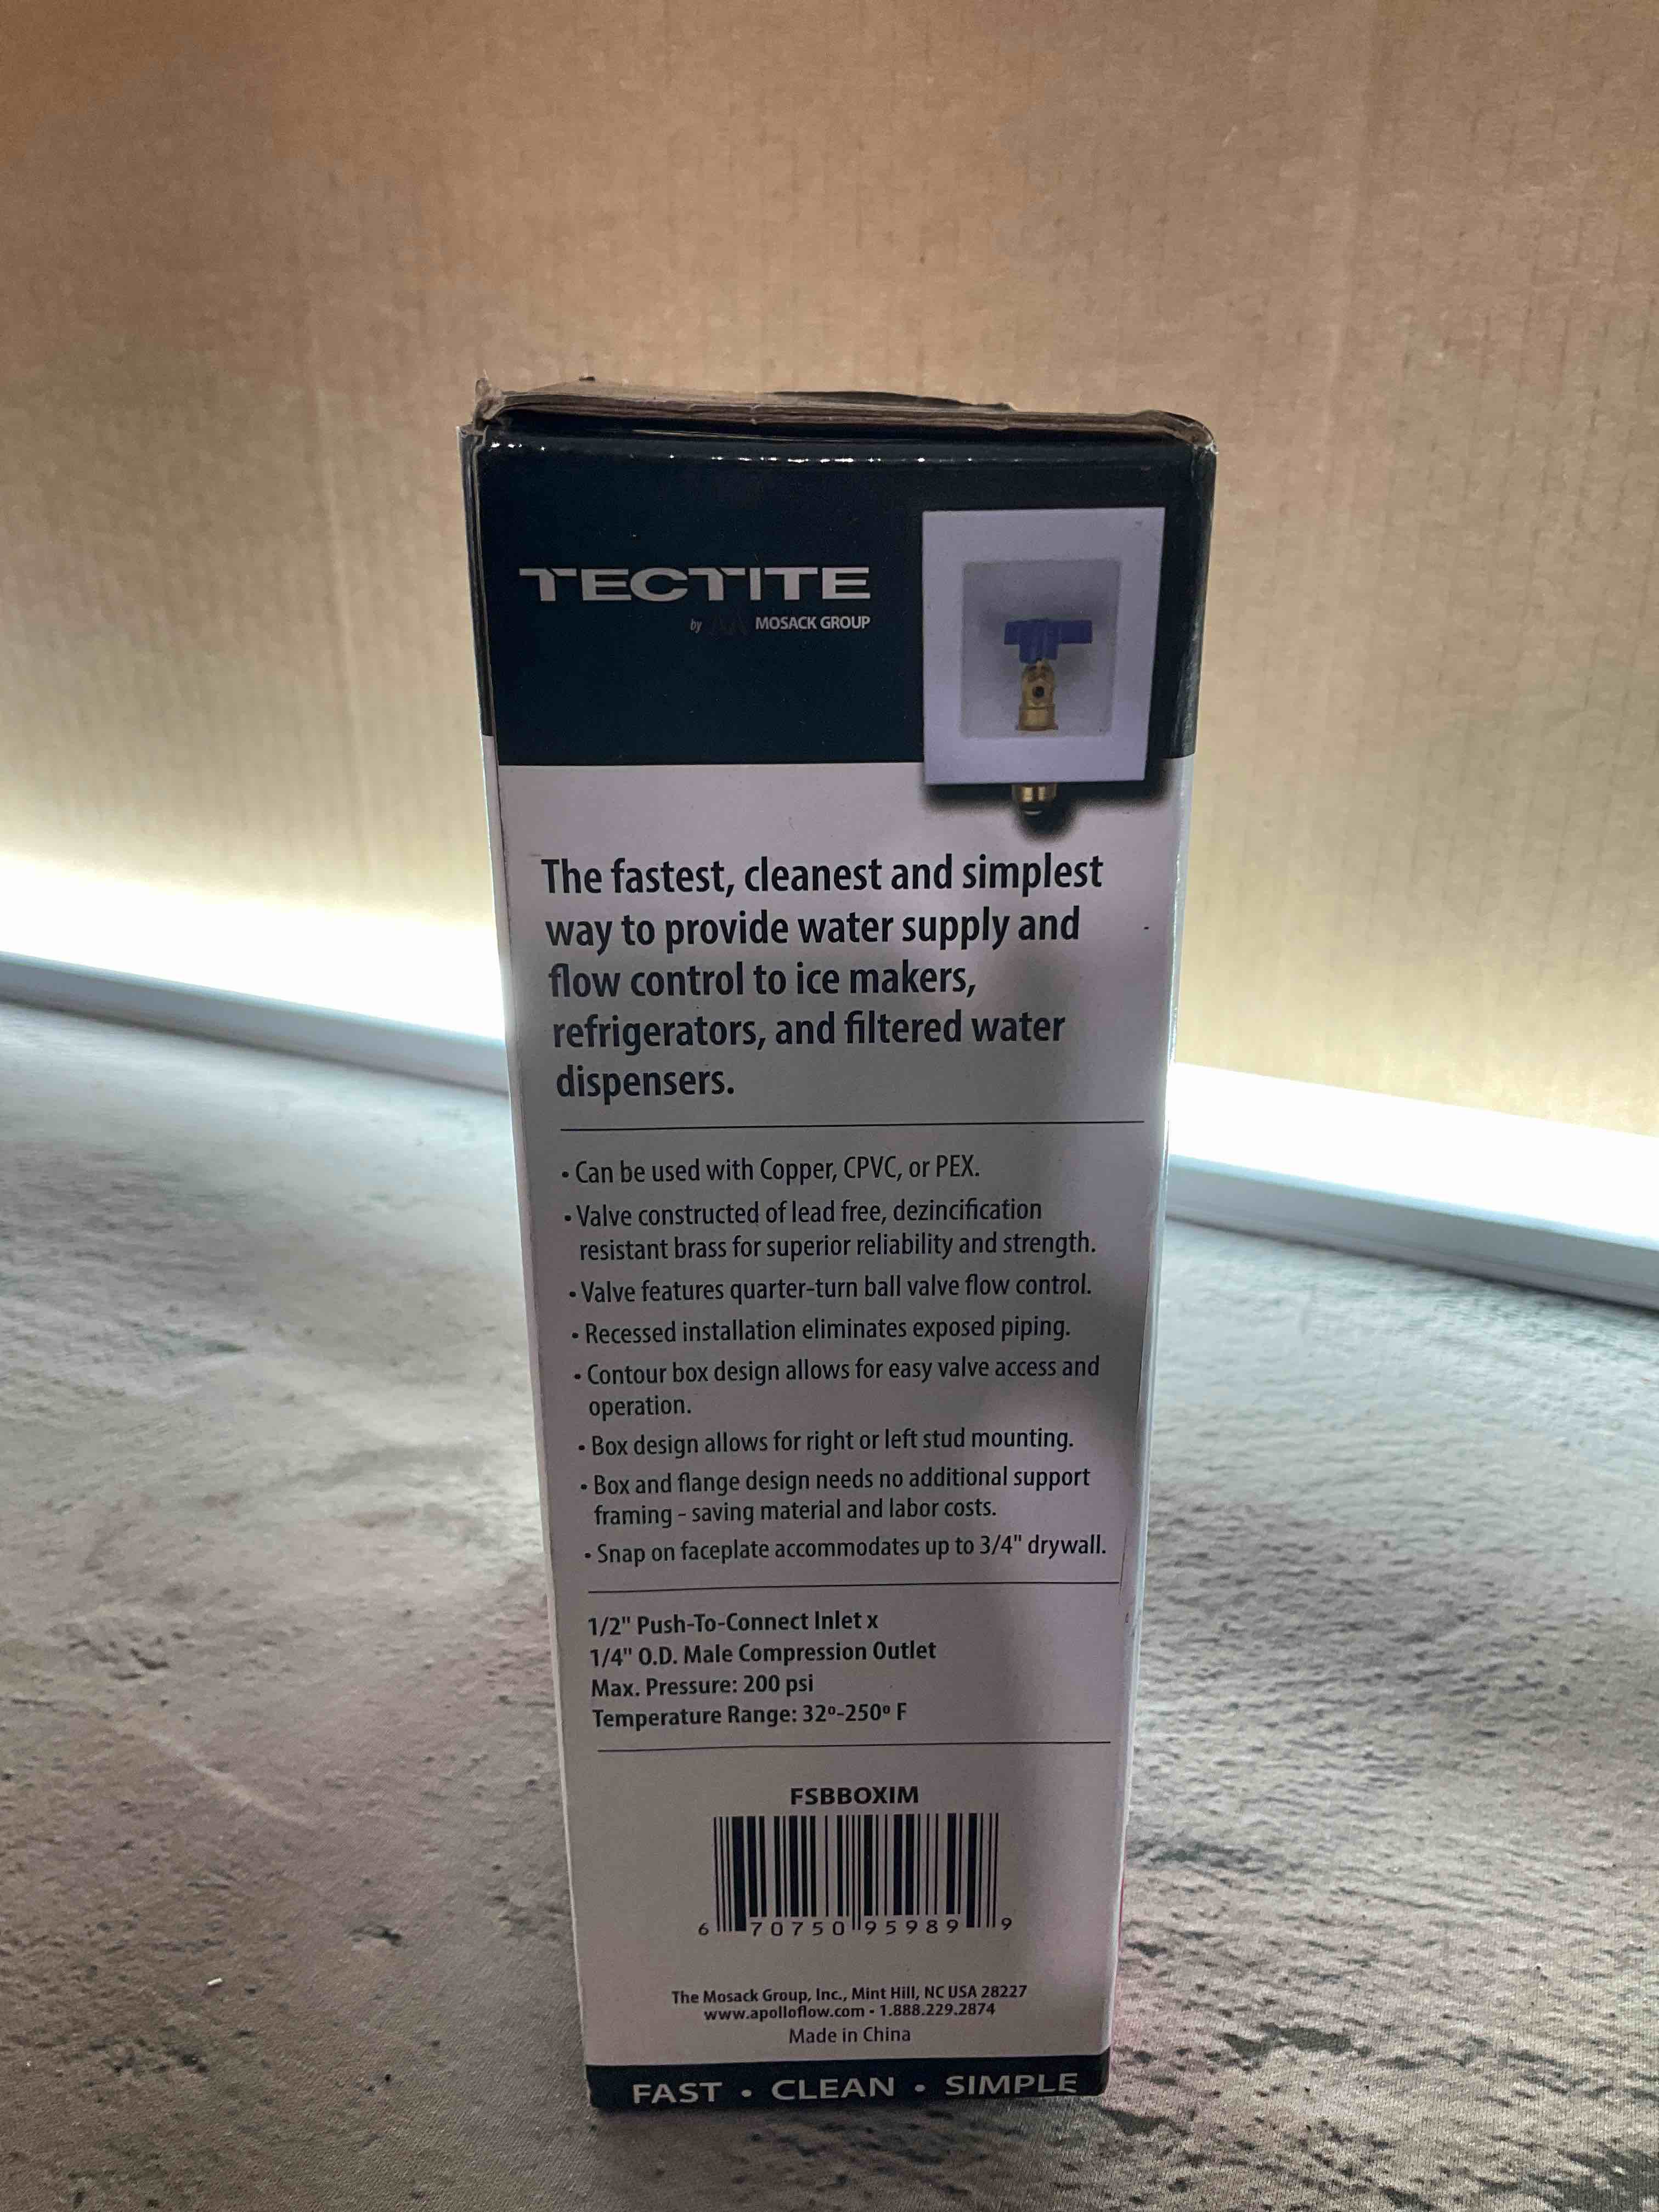 TECTITE
by MOSACK GROUP
The fastest, cleanest and simplest
way to provide water supply and
flow control to ice makers,
refrigerators, and filtered water
dispensers.
• Can be used with Copper, CPVC, or PEX.
• Valve constructed of lead free, dezincification
resistant brass for superior reliability and strength.
• Valve features quarter-turn ball valve flow control.
• Recessed installation eliminates exposed piping.
• Contour box design allows for easy valve access and
operation.
• Box design allows for right or left stud mounting.
• Box and flange design needs no additional support
framing - saving material and labor costs.
• Snap on faceplate accommodates up to 3/4" drywall.
1/2" Push-To-Connect Inlet x
1/4" O.D. Male Compression Outlet
Max. Pressure: 200 psi
Temperature Range: 32º-250º F
FSBBOXIM
6 70750 95989 9
The Mosack Group, Inc., Mint Hill, NC USA 28227
www.apolloflow.com - 1.888.229.2874
Made in China
FAST • CLEAN • SIMPLE